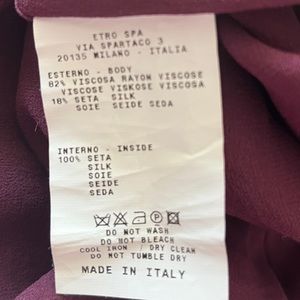 ETRO SPA
VIA SPARTACO 3
20135 MILANO - ITALIA
ESTERNO - BODY
82% VISCOSA RAYON VISCOSE
VISCOSE VISKOSE VISCOSA
18% SETA SILK
SOIE SEIDE SEDA
INTERNO - INSIDE
100% SETA
SILK
SOIE
SEIDE
SEDA
DO NOT WASH
DO NOT BLEACH
COOL IRON / DRY CLEAN
DO NOT TUMBLE DRY
MADE IN ITALY